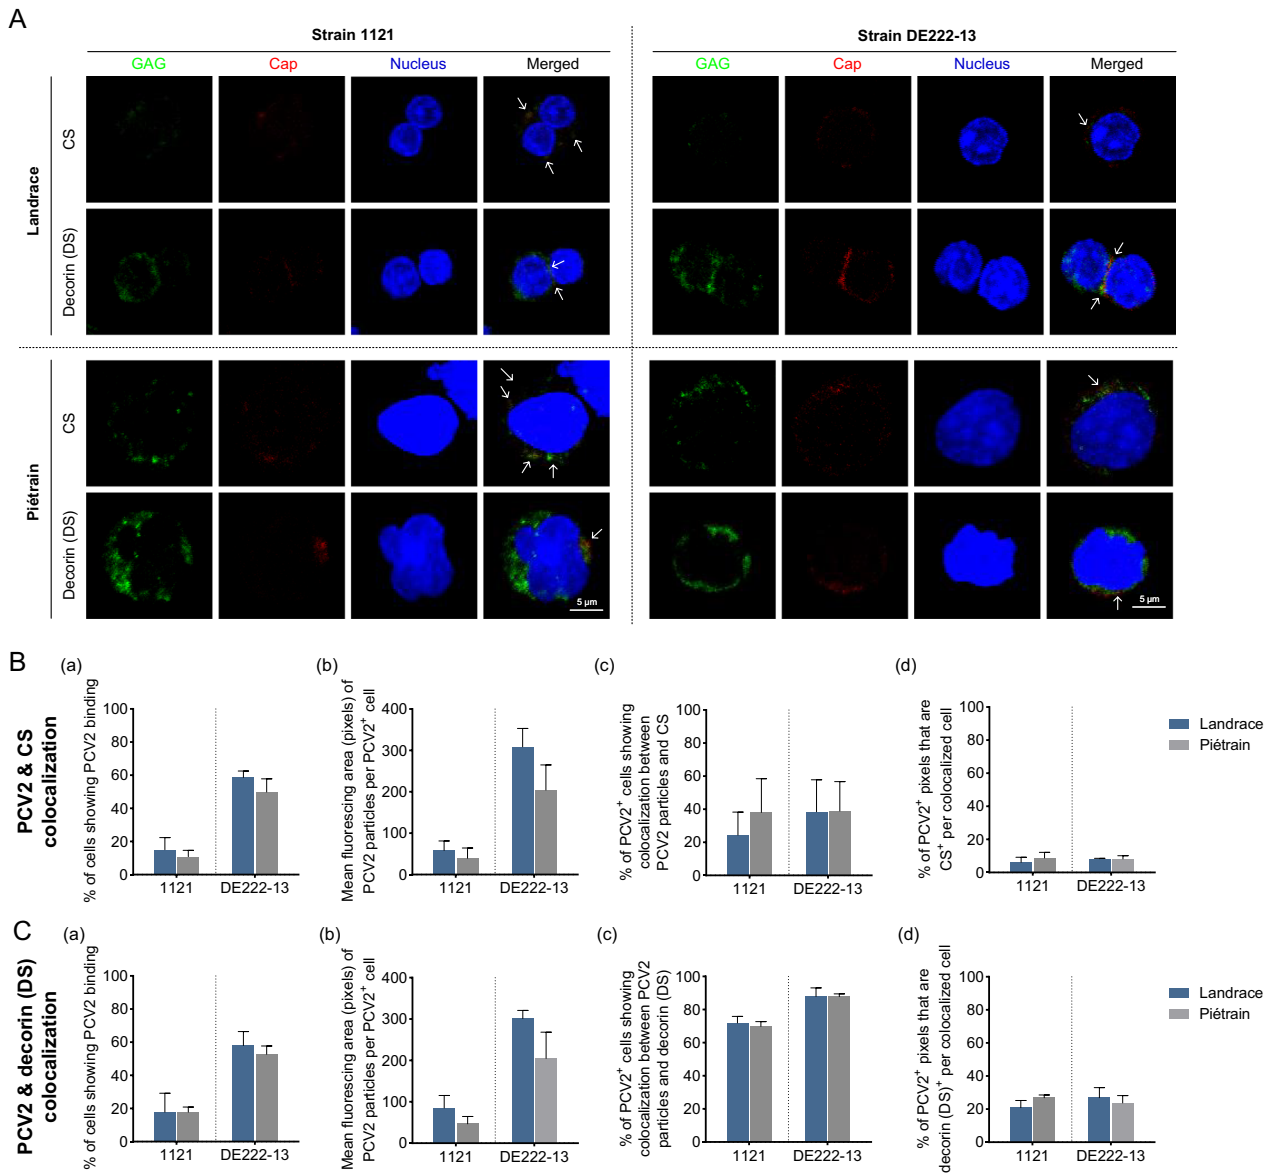 A
Strain 1121
Strain DE222-13
GAG
Cap
Nucleus
Merged
GAG
Cap
Nucleus
Merged
Landrace
CS
Decorin (DS)
Piétrain
CS
Decorin (DS)
5 μm
5 μm
B
PCV2 & CS
colocalization
(a)
% of cells showing PCV2 binding
100
80
60
40
20
0
1121
DE222-13
(b)
Mean fluorescing area (pixels) of
PCV2 particles per PCV2⁺ cell
400
300
200
100
0
1121
DE222-13
(c)
% of PCV2⁺ cells showing
colocalization between
PCV2 particles and CS
100
80
60
40
20
0
1121
DE222-13
(d)
% of PCV2⁺ pixels that are
CS⁺ per colocalized cell
100
80
60
40
20
0
1121
DE222-13
Landrace
Piétrain
C
PCV2 & decorin (DS)
colocalization
(a)
% of cells showing PCV2 binding
100
80
60
40
20
0
1121
DE222-13
(b)
Mean fluorescing area (pixels) of
PCV2 particles per PCV2⁺ cell
400
300
200
100
0
1121
DE222-13
(c)
% of PCV2⁺ cells showing
colocalization between PCV2
particles and decorin (DS)
100
80
60
40
20
0
1121
DE222-13
(d)
% of PCV2⁺ pixels that are
decorin (DS)⁺ per colocalized cell
100
80
60
40
20
0
1121
DE222-13
Landrace
Piétrain